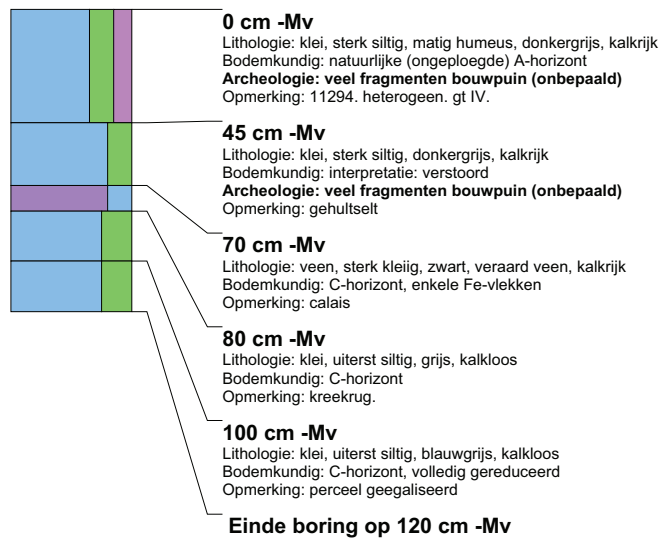 0 cm -Mv
Lithologie: klei, sterk siltig, matig humeus, donkergrijs, kalkrijk
Bodemkundig: natuurlijke (ongeploegde) A-horizont
Archeologie: veel fragmenten bouwpuin (onbepaald)
Opmerking: 11294. heterogeen. gt IV.
45 cm -Mv
Lithologie: klei, sterk siltig, donkergrijs, kalkrijk
Bodemkundig: interpretatie: verstoord
Archeologie: veel fragmenten bouwpuin (onbepaald)
Opmerking: gehultselt
70 cm -Mv
Lithologie: veen, sterk kleiig, zwart, veraard veen, kalkrijk
Bodemkundig: C-horizont, enkele Fe-vlekken
Opmerking: calais
80 cm -Mv
Lithologie: klei, uiterst siltig, grijs, kalkloos
Bodemkundig: C-horizont
Opmerking: kreekrug.
100 cm -Mv
Lithologie: klei, uiterst siltig, blauwgrijs, kalkloos
Bodemkundig: C-horizont, volledig gereduceerd
Opmerking: perceel geegaliseerd
Einde boring op 120 cm -Mv